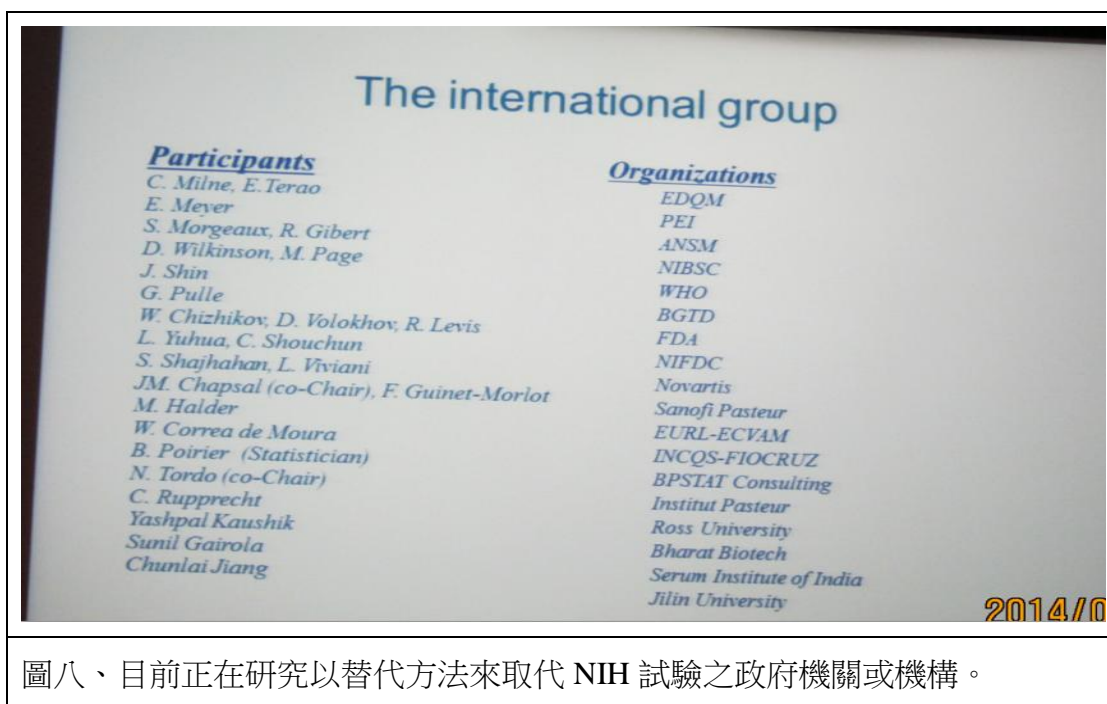 The international group
Participants
C. Milne, E.Terao
E. Meyer
S. Morgeaux, R. Gibert
D. Wilkinson, M. Page
J. Shin
G. Pulle
W. Chizhikov, D. Volokhov, R. Levis
L. Yuhua, C. Shouchun
S. Shajhahan, L. Viviani
JM. Chapsal (co-Chair), F. Guinet-Morlot
M. Halder
W. Correa de Moura
B. Poirier (Statistician)
N. Tordo (co-Chair)
C. Rupprecht
Yashpal Kaushik
Sunil Gairola
Chunlai Jiang
Organizations
EDQM
PEI
ANSM
NIBSC
WHO
BGTD
FDA
NIFDC
Novartis
Sanofi Pasteur
EURL-ECVAM
INCQS-FIOCRUZ
BPSTAT Consulting
Institut Pasteur
Ross University
Bharat Biotech
Serum Institute of India
Jilin University
2014/0
圖八、目前正在研究以替代方法來取代 NIH 試驗之政府機關或機構。